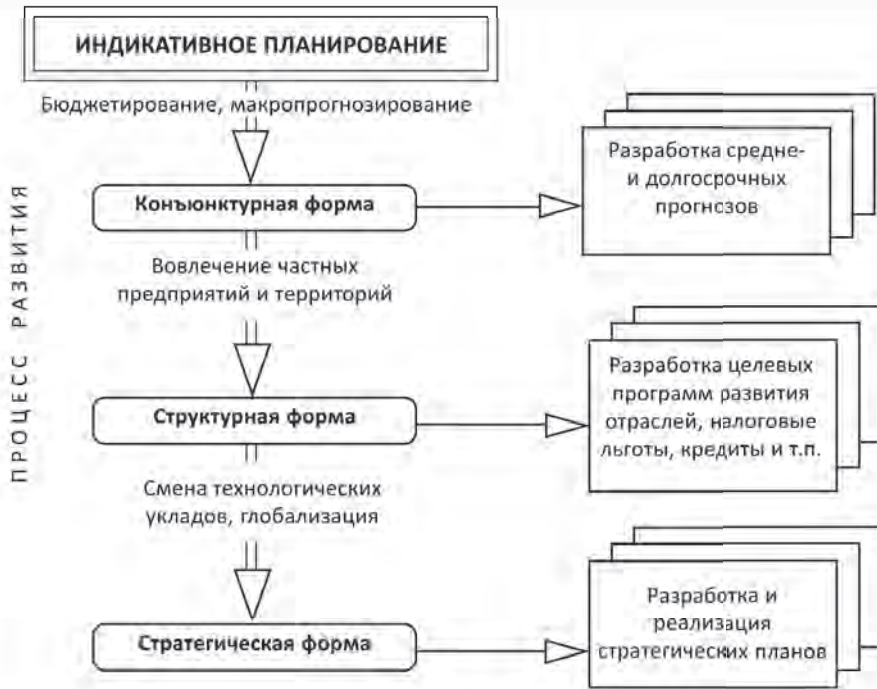 ИНДИКАТИВНОЕ ПЛАНИРОВАНИЕ
Бюджетирование, макропрогнозирование
Конъюнктурная форма
Разработка средне-
и долгосрочных
прогнозов
Вовлечение частных
предприятий и территорий
Структурная форма
Разработка целевых
программ развития
отраслей, налоговые
льготы, кредиты и т.п.
Смена технологических
укладов, глобализация
Стратегическая форма
Разработка и
реализация
стратегических планов
ПРОЦЕСС РАЗВИТИЯ